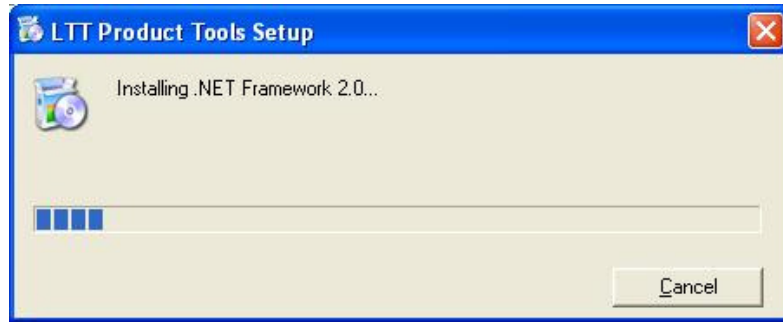 LTT Product Tools Setup
Installing .NET Framework 2.0...
Cancel